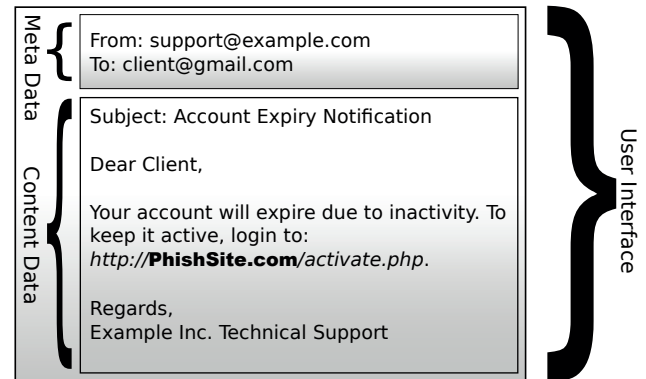 Meta Data
From: support@example.com
To: client@gmail.com
Content Data
Subject: Account Expiry Notification
Dear Client,
Your account will expire due to inactivity. To
keep it active, login to:
http://PhishSite.com/activate.php.
Regards,
Example Inc. Technical Support
User Interface